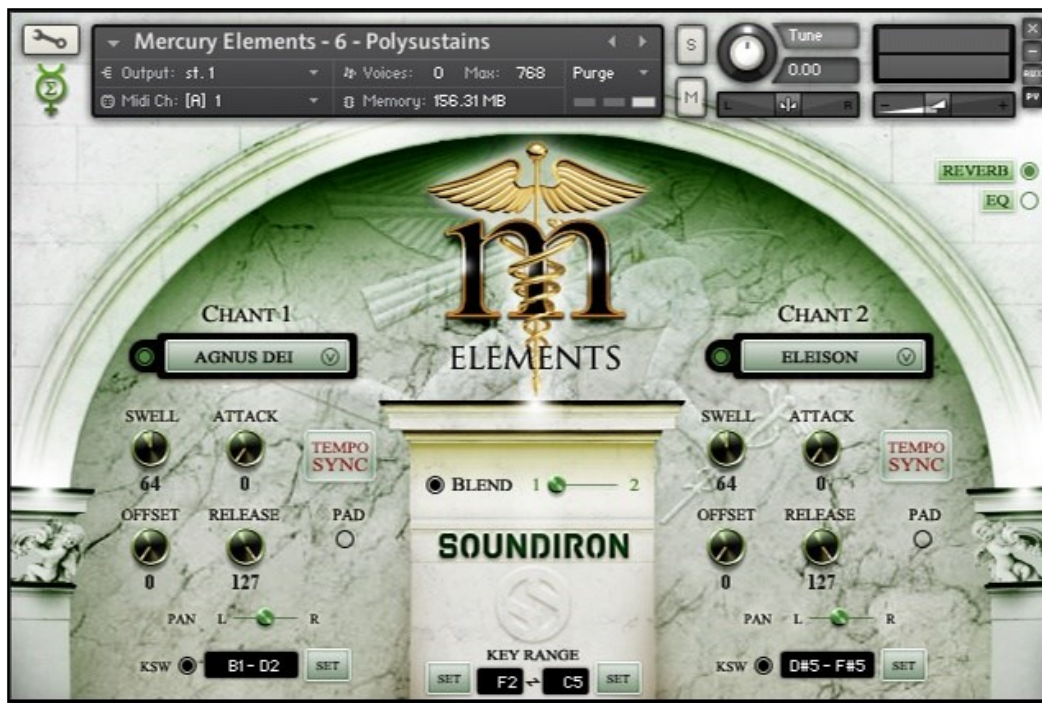 Mercury Elements - 6 - Polysustains
Output: st.1
Voices: 0 Max: 768
Purge
Midi Ch: [A] 1
Memory: 156.31 MB
S
M
Tune
0.00
L
R
-
+
×
-
AUX
PV
REVERB
EQ
m
ELEMENTS
CHANT 1
AGNUS DEI
CHANT 2
ELEISON
SWELL ATTACK
64 0
TEMPO
SYNC
OFFSET RELEASE PAD
0 127
PAN L R
KSW B1 - D2 SET
BLEND 1 2
SOUNDIRON
KEY RANGE
SET F2 C5 SET
SWELL ATTACK
64 0
TEMPO
SYNC
OFFSET RELEASE PAD
0 127
PAN L R
KSW D#5 - F#5 SET